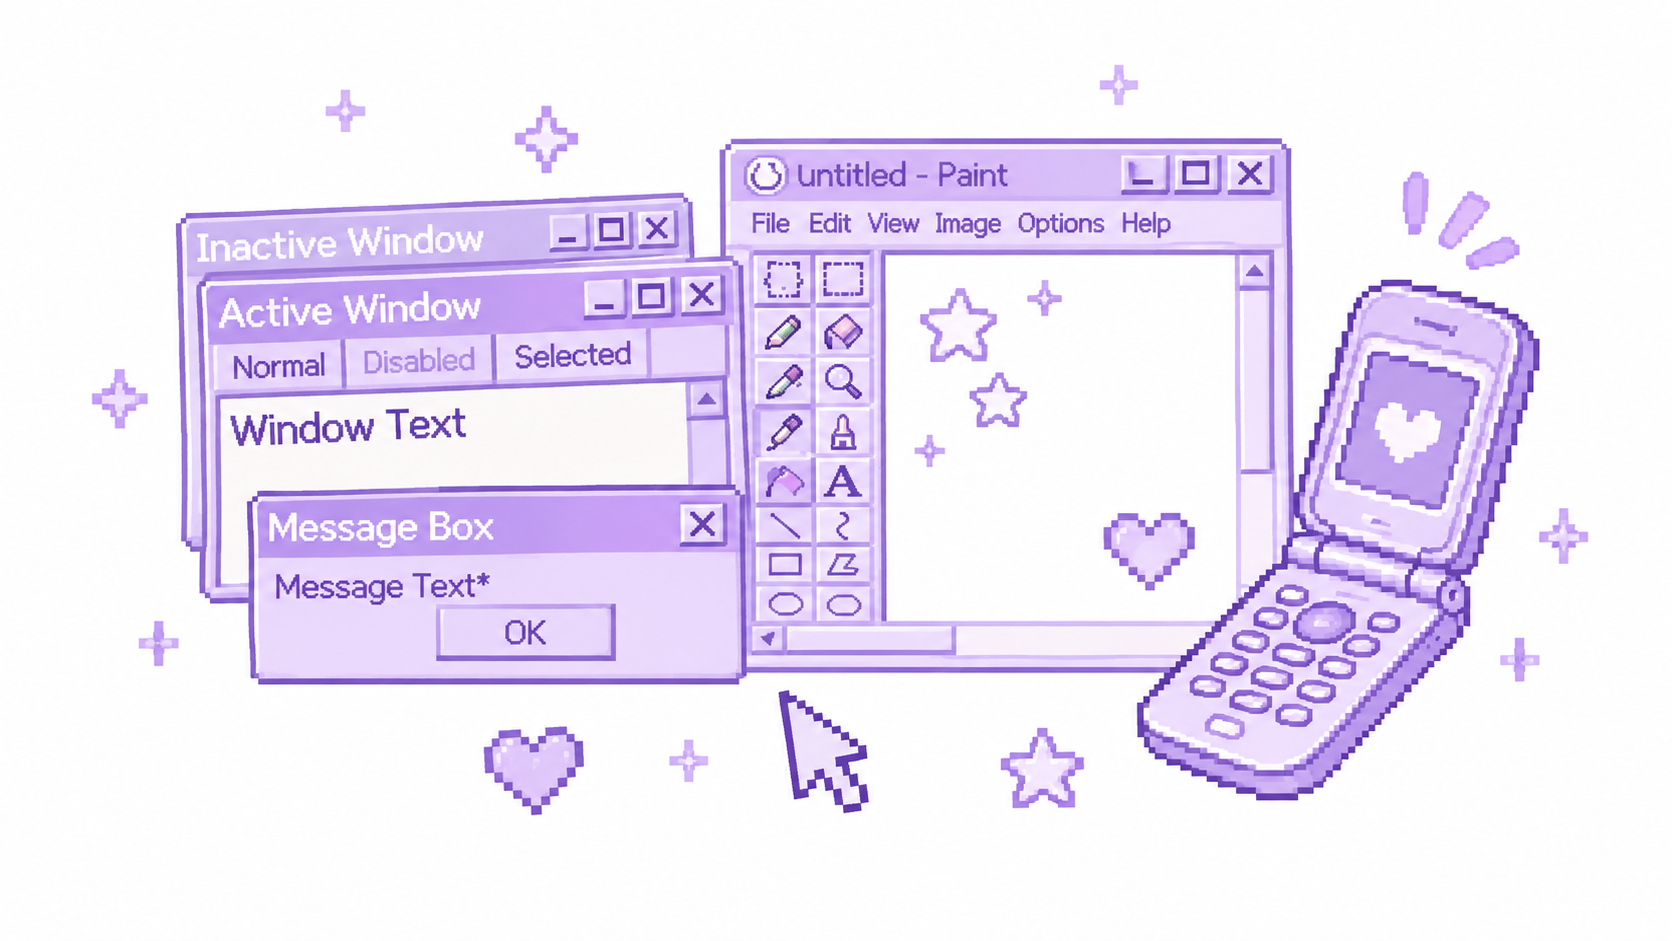 Inactive Window
Active Window
Normal Disabled Selected
Window Text
Message Box
Message Text*
OK
untitled - Paint
File Edit View Image Options Help
A